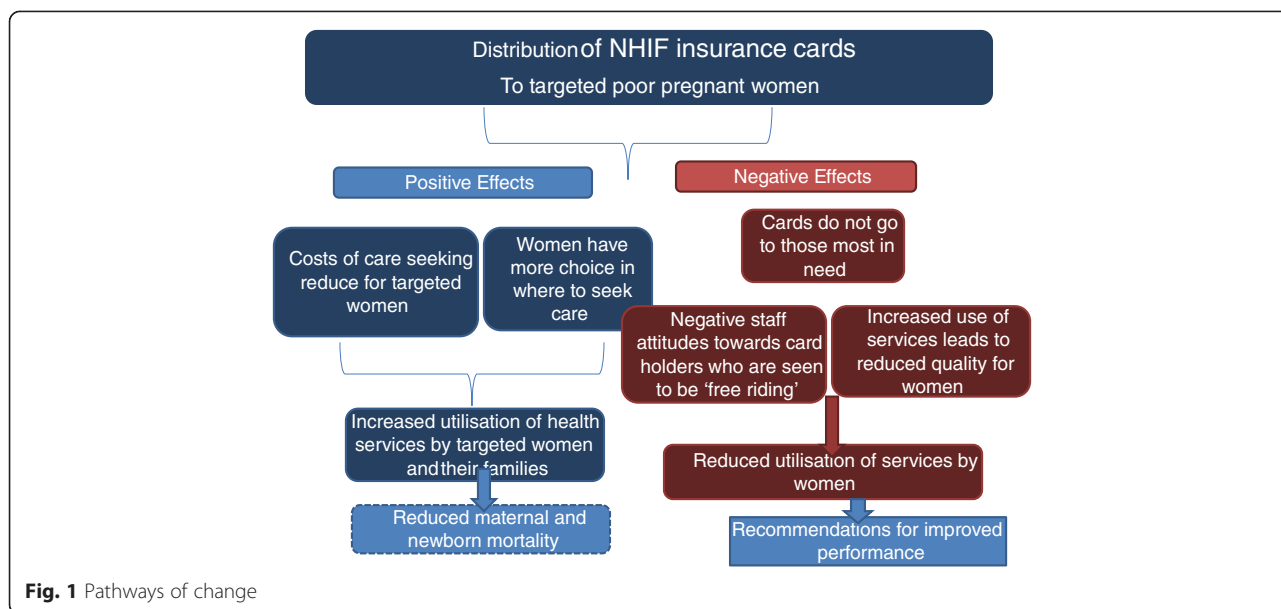 Distribution of NHIF insurance cards
To targeted poor pregnant women
Positive Effects
Negative Effects
Costs of care seeking
reduce for targeted
women
Women have
more choice in
where to seek
care
Cards do not go
to those most in
need
Negative staff
attitudes towards card
holders who are seen
to be ‘free riding’
Increased use of
services leads to
reduced quality for
women
Increased utilisation of health
services by targeted women
and their families
Reduced utilisation of services by
women
Reduced maternal and
newborn mortality
Recommendations for improved
performance
Fig. 1 Pathways of change